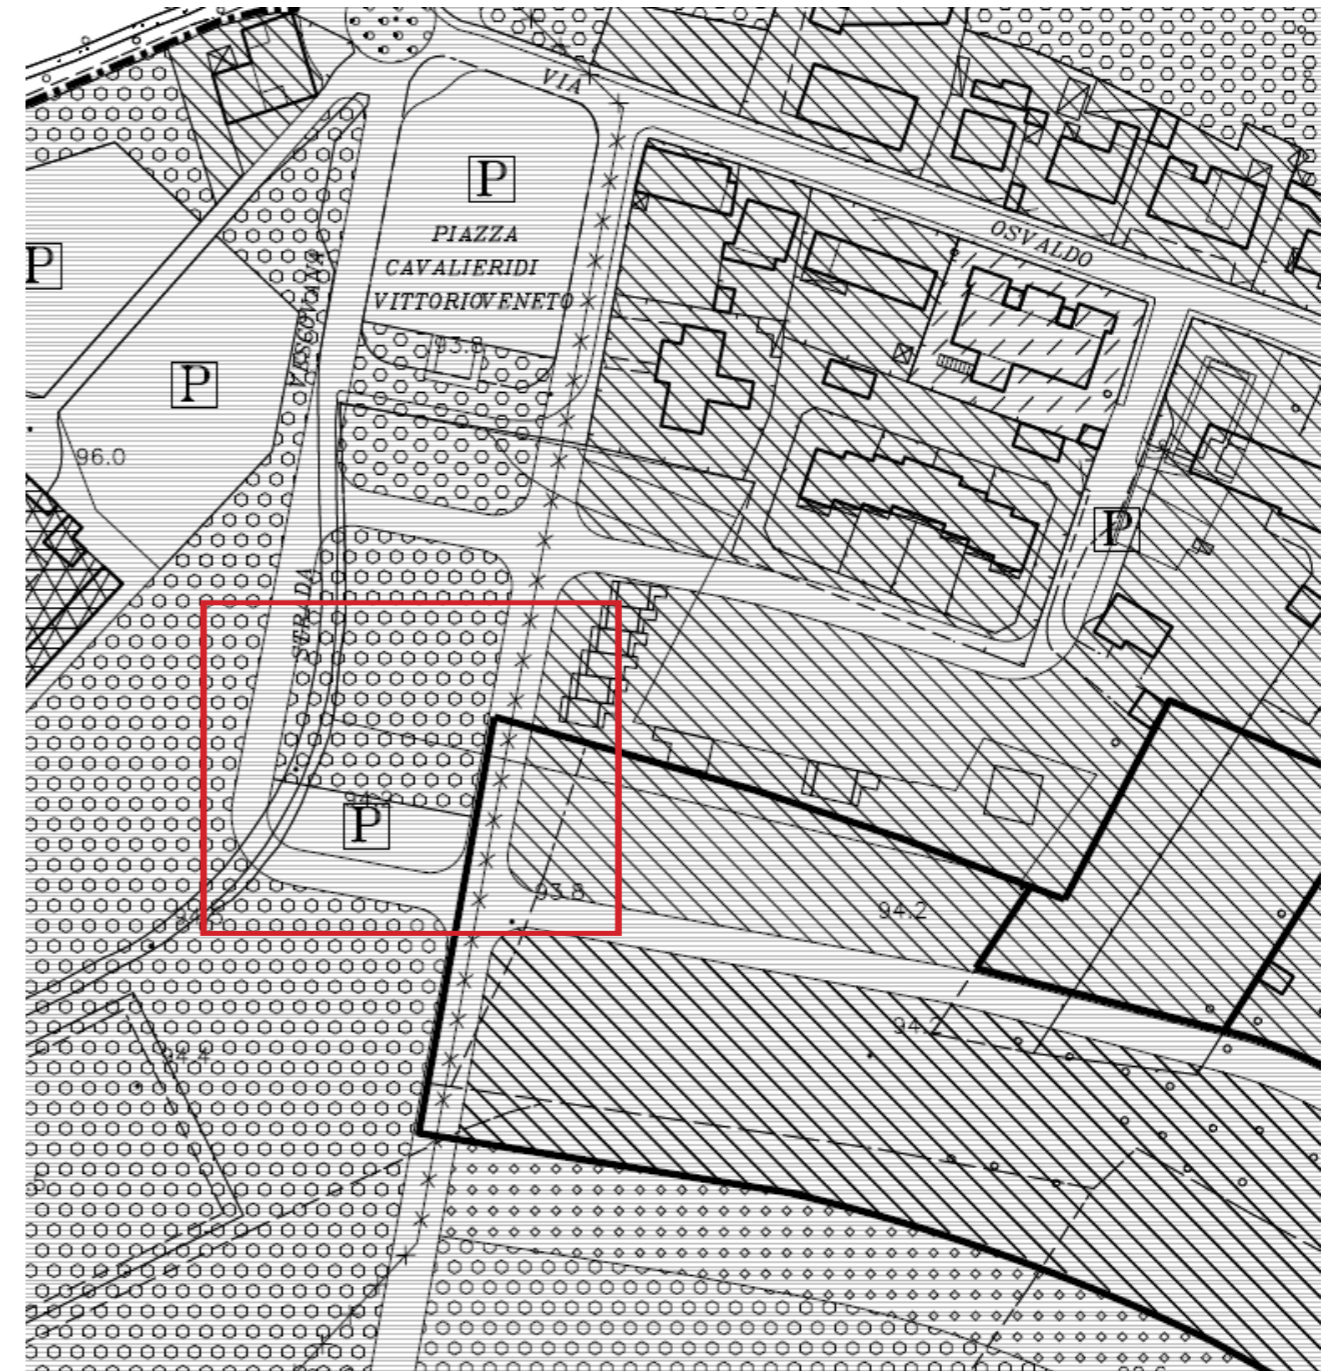 VIA
P
PIAZZA
CAVALIERIDI
VITTORIOVENETO
OSVALDO
P
93.8
P
96.0
P
STRADA
P
93.8
94.2
94.2
94.4